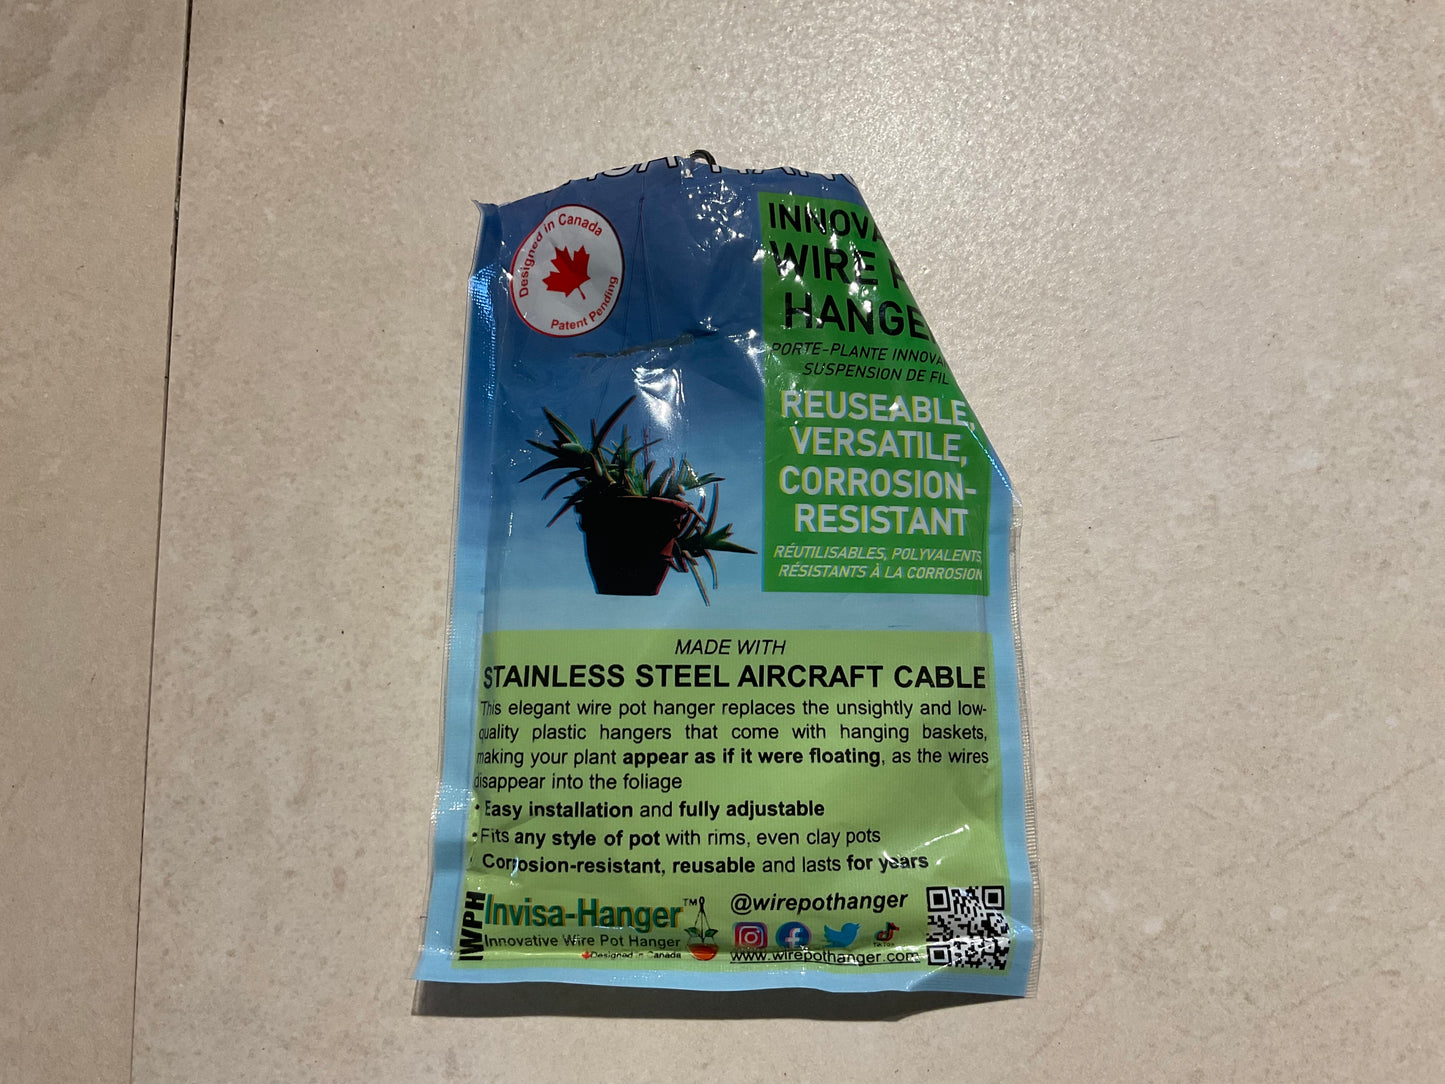 Designed in Canada
Patent Pending
INNOVA
WIRE
HANGE
PORTE-PLANTE INNOVA
SUSPENSION DE FIL
REUSEABLE,
VERSATILE,
CORROSION-
RESISTANT
RÉUTILISABLES, POLYVALENTS
RÉSISTANTS À LA CORROSION
MADE WITH
STAINLESS STEEL AIRCRAFT CABLE
This elegant wire pot hanger replaces the unsightly and low-
quality plastic hangers that come with hanging baskets,
making your plant appear as if it were floating, as the wires
disappear into the foliage
• Easy installation and fully adjustable
• Fits any style of pot with rims, even clay pots
• Corrosion-resistant, reusable and lasts for years
IWPH
Invisa-Hanger™
Innovative Wire Pot Hanger
Designed in Canada
@wirepothanger
TikTok
www.wirepothanger.com